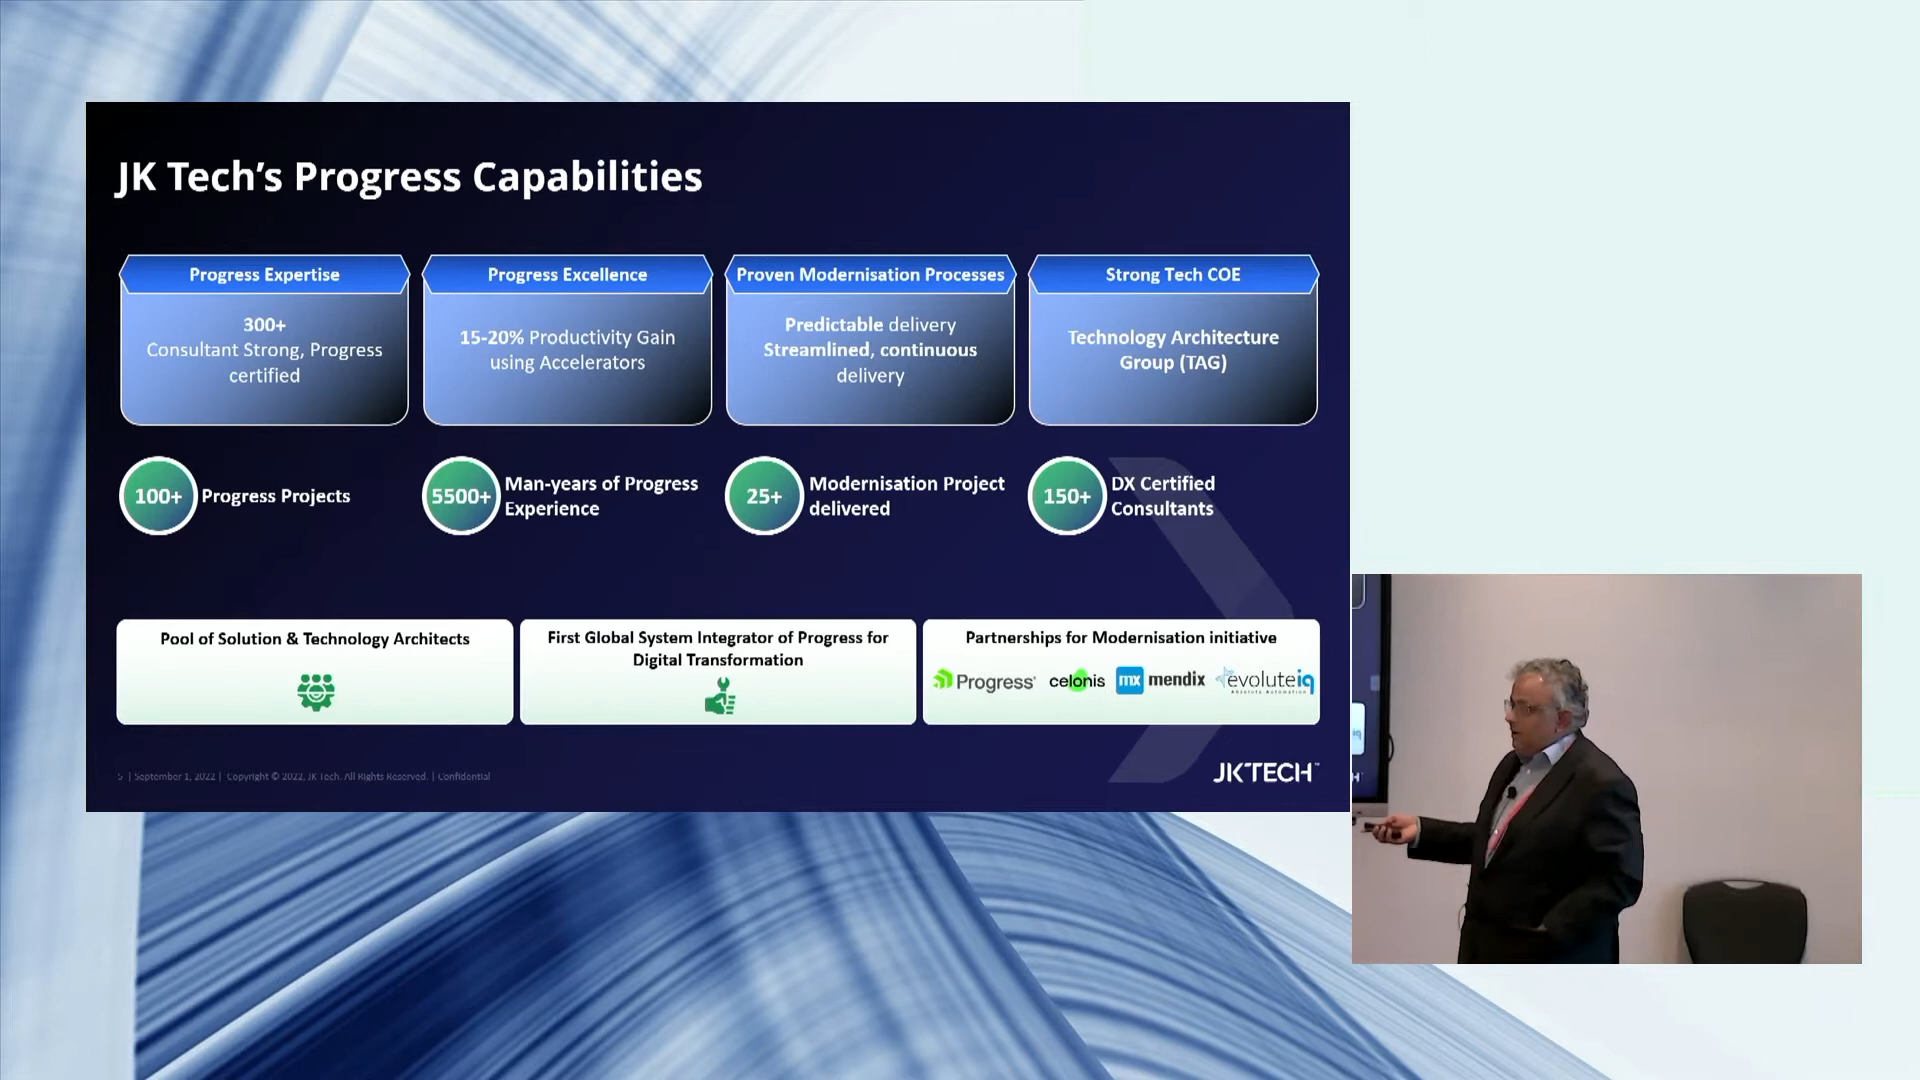 JK Tech's Progress Capabilities
Progress Expertise
300+
Consultant Strong, Progress
certified
Progress Excellence
15-20% Productivity Gain
using Accelerators
Proven Modernisation Processes
Predictable delivery
Streamlined, continuous
delivery
Strong Tech COE
Technology Architecture
Group (TAG)
100+
Progress Projects
5500+
Man-years of Progress
Experience
25+
Modernisation Project
delivered
150+
DX Certified
Consultants
Pool of Solution & Technology Architects
First Global System Integrator of Progress for
Digital Transformation
Partnerships for Modernisation initiative
Progress
celonis
mx mendix
evoluteiq
Absolute Automation
5 | September 1, 2022 | Copyright © 2022, JK Tech. All Rights Reserved. | Confidential
JKTECH™